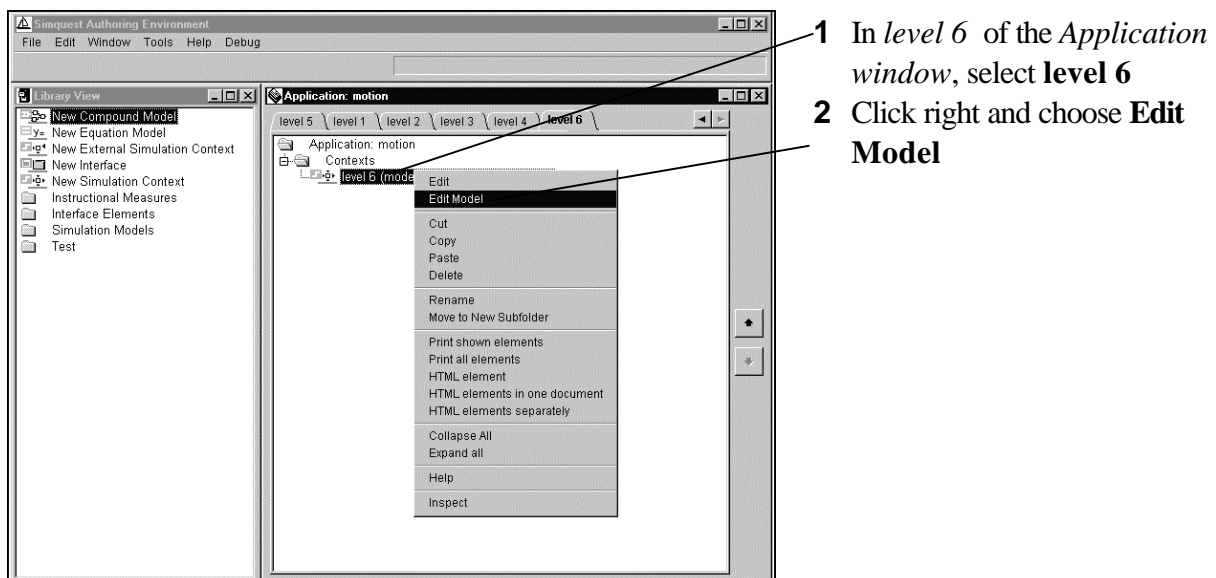 Simquest Authoring Environment
File Edit Window Tools Help Debug
Library View
New Compound Model
New Equation Model
New External Simulation Context
New Interface
New Simulation Context
Instructional Measures
Interface Elements
Simulation Models
Test
Application: motion
level 5 level 1 level 2 level 3 level 4 level 6
Application: motion
Contexts
level 6 (mode
Edit
Edit Model
Cut
Copy
Paste
Delete
Rename
Move to New Subfolder
Print shown elements
Print all elements
HTML element
HTML elements in one document
HTML elements separately
Collapse All
Expand all
Help
Inspect
1 In level 6 of the Application
window, select level 6
2 Click right and choose Edit
Model